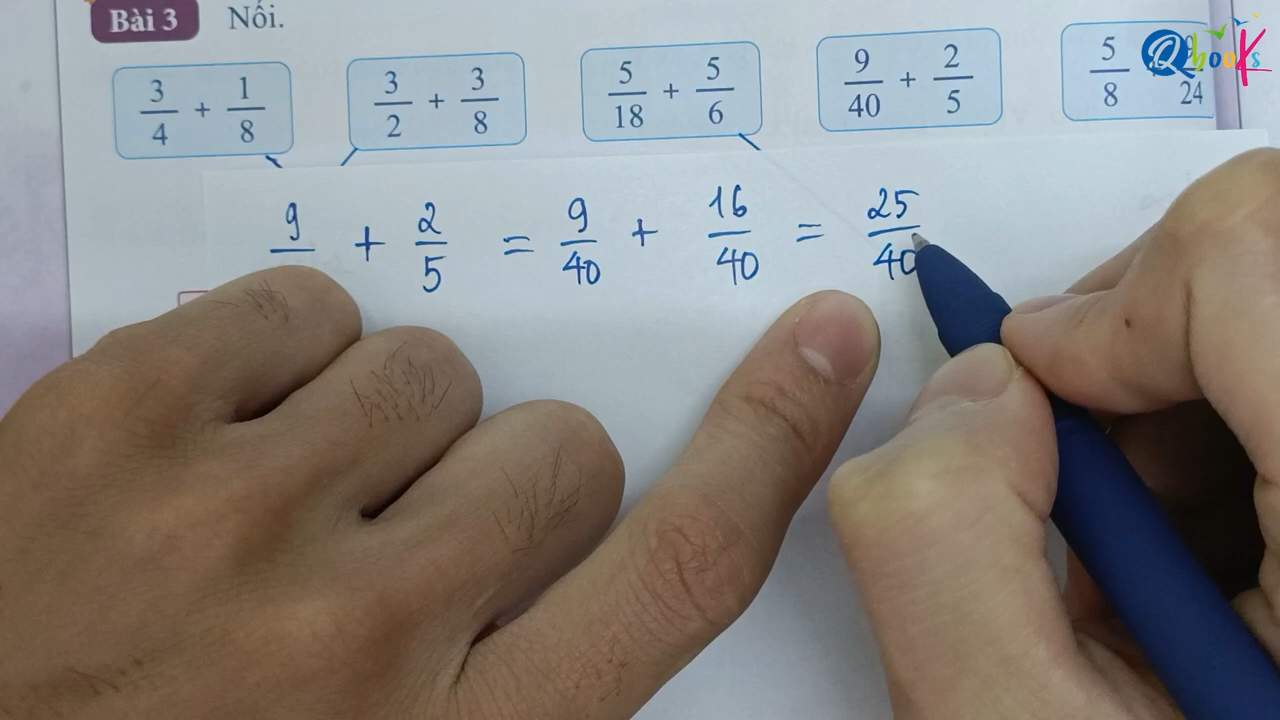 Bài 3 Nối.
3/4 + 1/8
3/2 + 3/8
5/18 + 5/6
9/40 + 2/5
5/8
24
Qbooks
9 + 2/5 = 9/40 + 16/40 = 25/40